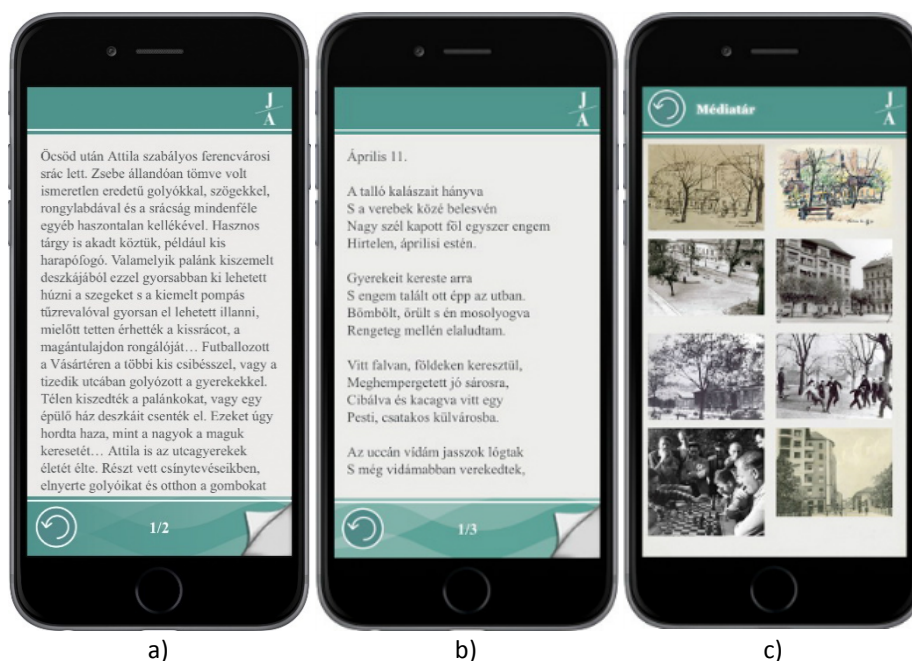 J
A
Öcsöd után Attila szabályos ferencvárosi
srác lett. Zsebe állandóan tömve volt
ismeretlen eredetű golyókkal, szögekkel,
rongylabdával és a srácság mindenféle
egyéb haszontalan kellékével. Hasznos
tárgy is akadt köztük, például kis
harapófogó. Valamelyik palánk kiszemelt
deszkájából ezzel gyorsabban ki lehetett
húzni a szegeket s a kiemelt pompás
tűzrevalóval gyorsan el lehetett illanni,
mielőtt tetten érhették a kissrácot, a
magántulajdon rongálóját… Futballozott
a Vásártéren a többi kis csibésszel, vagy a
tizedik utcában golyózott a gyerekekkel.
Télen kiszedték a palánkokat, vagy egy
épülő ház deszkáit csenték el. Ezeket úgy
hordta haza, mint a nagyok a maguk
keresetét… Attila is az utcagyerekek
életét élte. Részt vett csínytevéseikben,
elnyerte golyóikat és otthon a gombokat
1/2
a)
J
A
Április 11.
A talló kalászait hányva
S a verebek közé belesvén
Nagy szél kapott föl egyszer engem
Hirtelen, áprilisi estén.
Gyerekeit kereste arra
S engem talált ott épp az utban.
Bömbölt, örült s én mosolyogva
Rengeteg mellén elaludtam.
Vitt falvan, földeken keresztül,
Meghempergetett jó sárosra,
Cibálva és kacagva vitt egy
Pesti, csatakos külvárosba.
Az uccán vídám jasszok lógtak
S még vidámabban verekedtek,
1/3
b)
Médiatár
J
A
c)